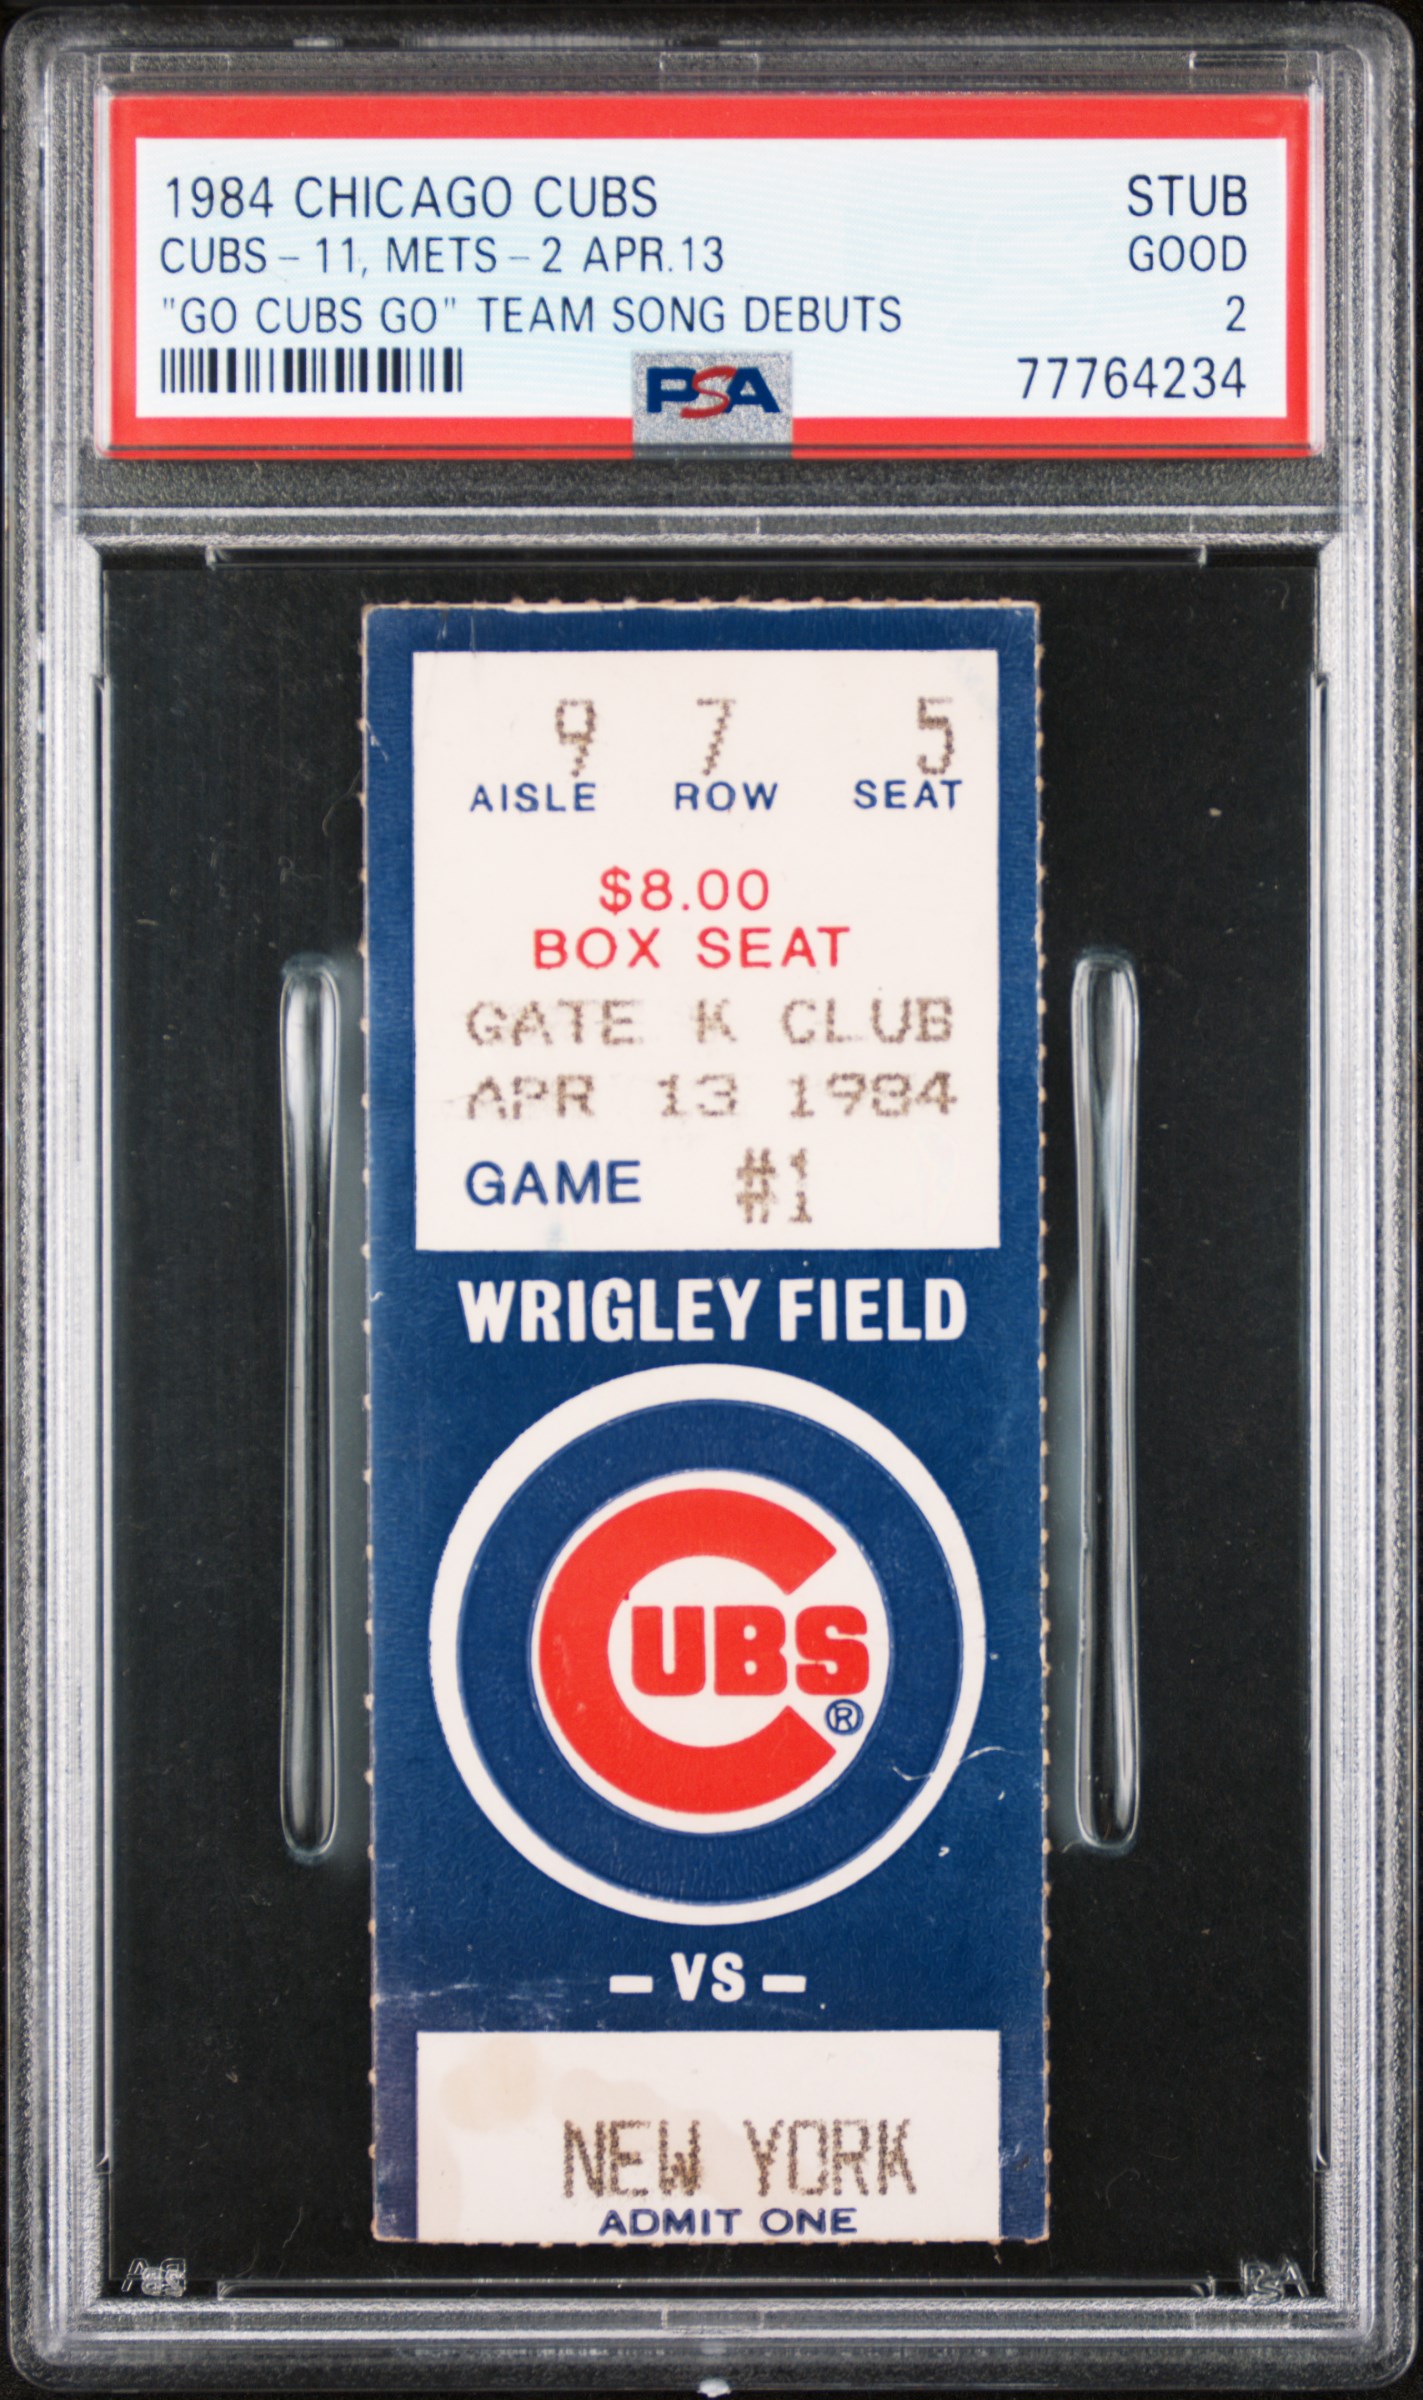 1984 CHICAGO CUBS STUB
CUBS - 11, METS - 2 APR.13 GOOD
"GO CUBS GO" TEAM SONG DEBUTS 2
PSA 77764234
9 7 5
AISLE ROW SEAT
$8.00
BOX SEAT
GATE K CLUB
APR 13 1984
GAME #1
WRIGLEY FIELD
CUBS ®
- VS -
NEW YORK
ADMIT ONE
PSA PSA